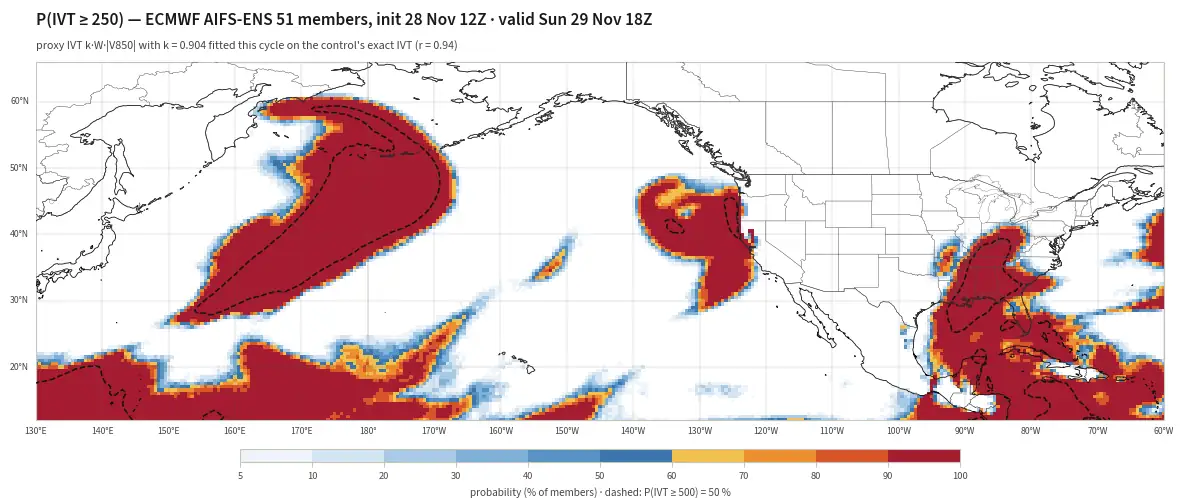 P(IVT ≥ 250) — ECMWF AIFS-ENS 51 members, init 28 Nov 12Z · valid Sun 29 Nov 18Z
proxy IVT k·W·|V850| with k = 0.904 fitted this cycle on the control's exact IVT (r = 0.94)
60°N
50°N
40°N
30°N
20°N
130°E 140°E 150°E 160°E 170°E 180° 170°W 160°W 150°W 140°W 130°W 120°W 110°W 100°W 90°W 80°W 70°W 60°W
5 10 20 30 40 50 60 70 80 90 100
probability (% of members) · dashed: P(IVT ≥ 500) = 50 %